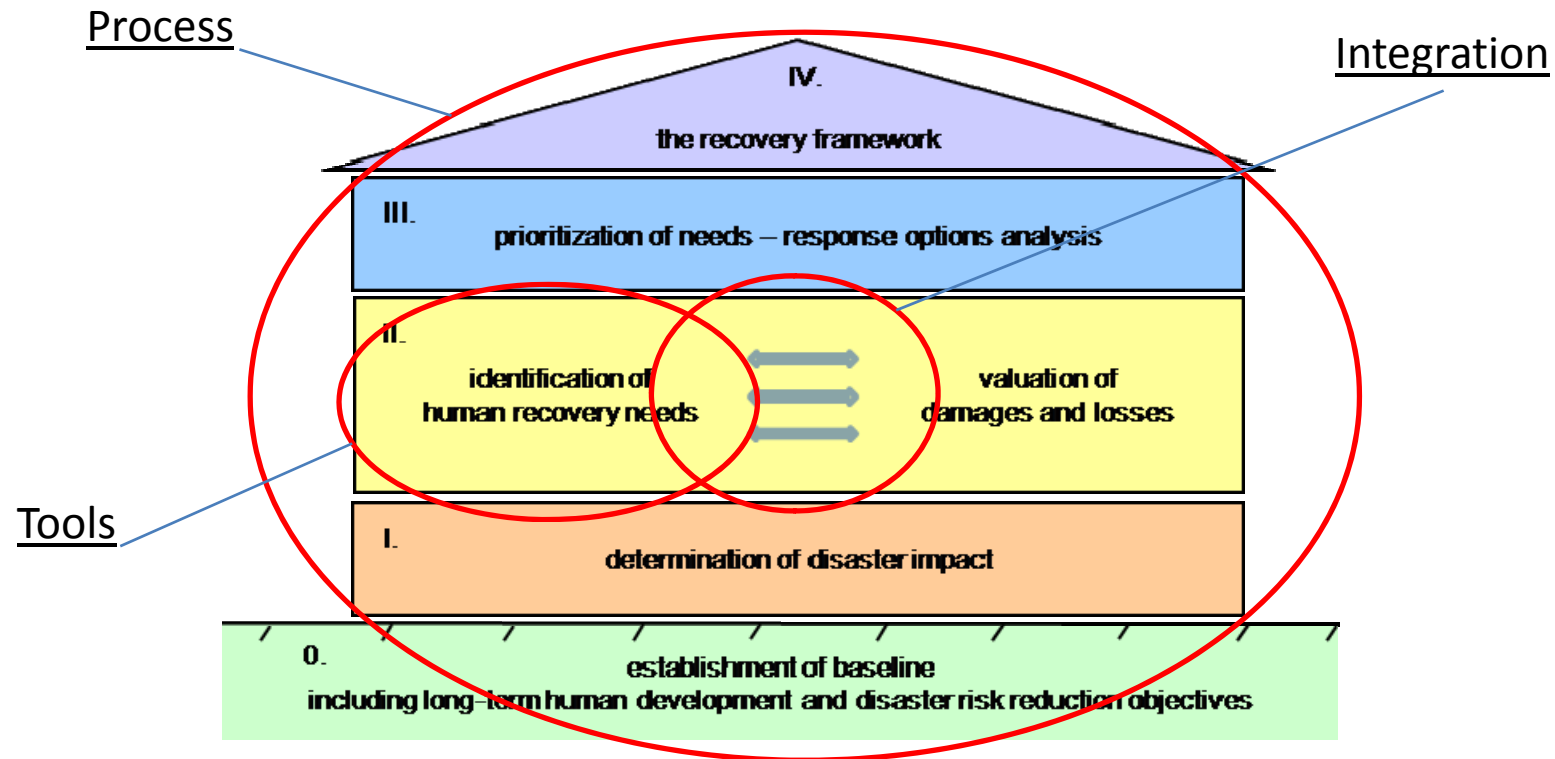 Process
Integration
IV.
the recovery framework
III.
prioritization of needs – response options analysis
II.
identification of
human recovery needs
valuation of
damages and losses
Tools
I.
determination of disaster impact
0.
establishment of baseline
including long-term human development and disaster risk reduction objectives